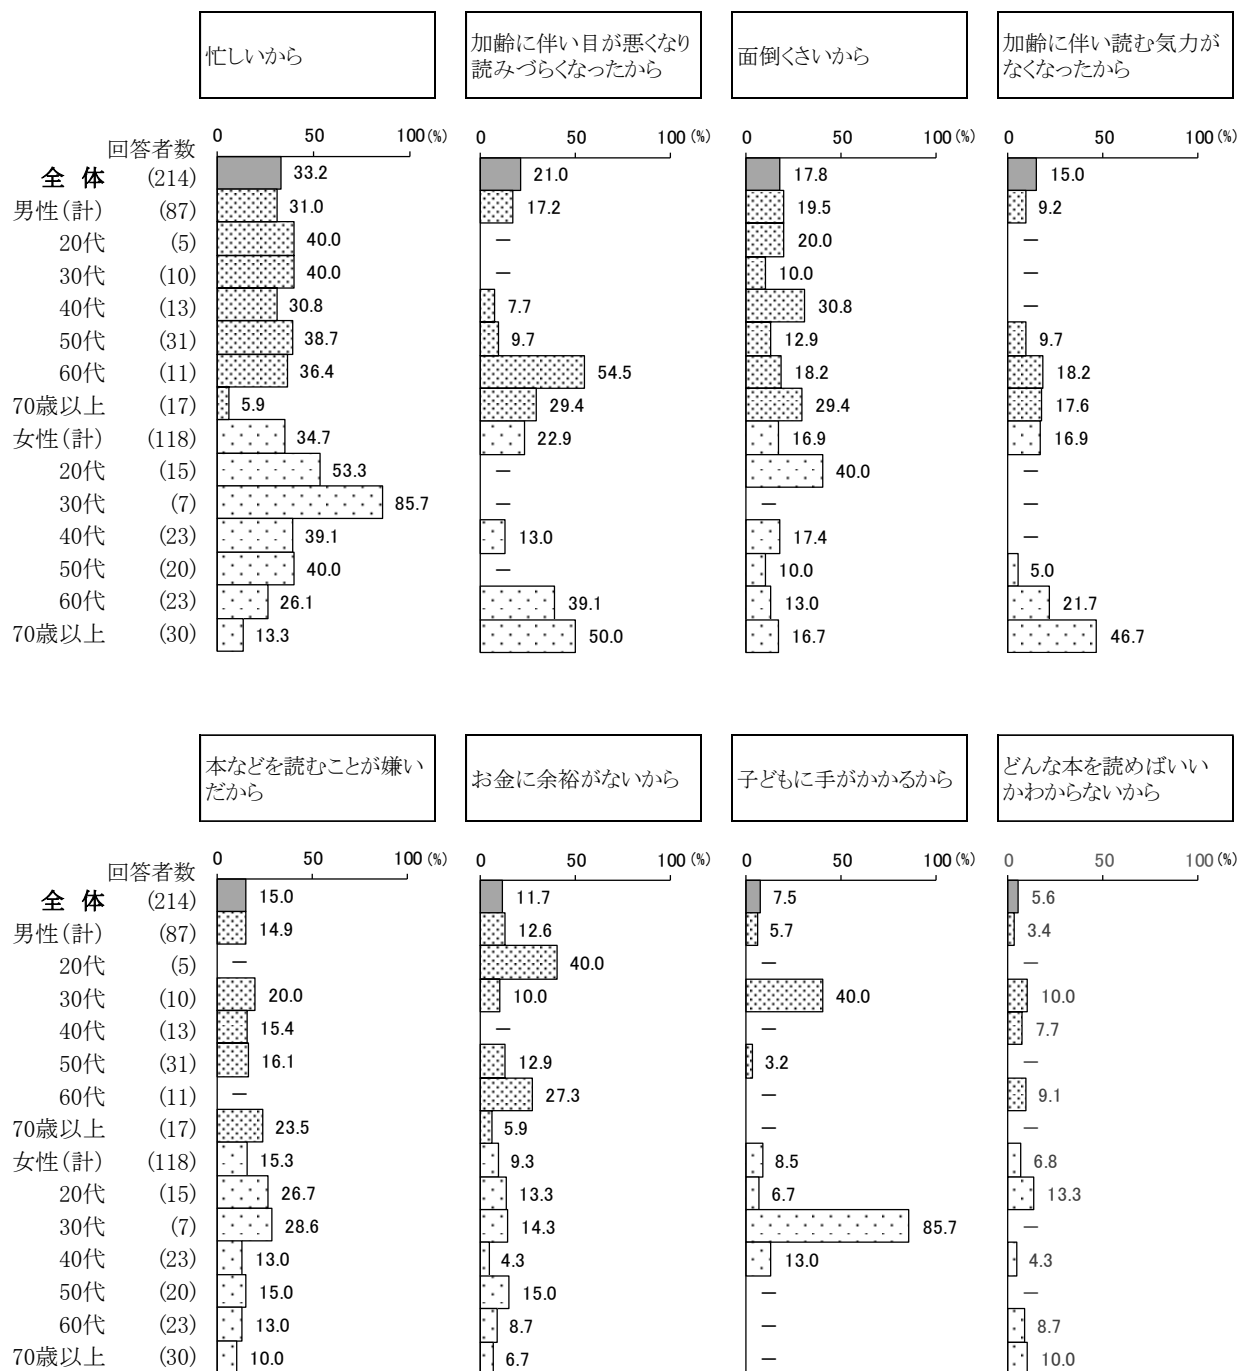 忙しいから
加齢に伴い目が悪くなり
読みづらくなったから
面倒くさいから
加齢に伴い読む気力が
なくなったから
0 50 100(%) 0 50 100(%) 0 50 100(%) 0 50 100(%)
回答者数
全 体 (214) 33.2 21.0 17.8 15.0
男性(計) (87) 31.0 17.2 19.5 9.2
20代 (5) 40.0 － 20.0 －
30代 (10) 40.0 － 10.0 －
40代 (13) 30.8 7.7 30.8 －
50代 (31) 38.7 9.7 12.9 9.7
60代 (11) 36.4 54.5 18.2 18.2
70歳以上 (17) 5.9 29.4 29.4 17.6
女性(計) (118) 34.7 22.9 16.9 16.9
20代 (15) 53.3 － 40.0 －
30代 (7) 85.7 － － －
40代 (23) 39.1 13.0 17.4 －
50代 (20) 40.0 － 10.0 5.0
60代 (23) 26.1 39.1 13.0 21.7
70歳以上 (30) 13.3 50.0 16.7 46.7
本などを読むことが嫌い
だから
お金に余裕がないから
子どもに手がかかるから
どんな本を読めばいい
かわからないから
0 50 100(%) 0 50 100(%) 0 50 100(%) 0 50 100(%)
回答者数
全 体 (214) 15.0 11.7 7.5 5.6
男性(計) (87) 14.9 12.6 5.7 3.4
20代 (5) － 40.0 － －
30代 (10) 20.0 10.0 40.0 10.0
40代 (13) 15.4 － － 7.7
50代 (31) 16.1 12.9 3.2 －
60代 (11) － 27.3 － 9.1
70歳以上 (17) 23.5 5.9 － －
女性(計) (118) 15.3 9.3 8.5 6.8
20代 (15) 26.7 13.3 6.7 13.3
30代 (7) 28.6 14.3 85.7 －
40代 (23) 13.0 4.3 13.0 4.3
50代 (20) 15.0 15.0 － －
60代 (23) 13.0 8.7 － 8.7
70歳以上 (30) 10.0 6.7 － 10.0